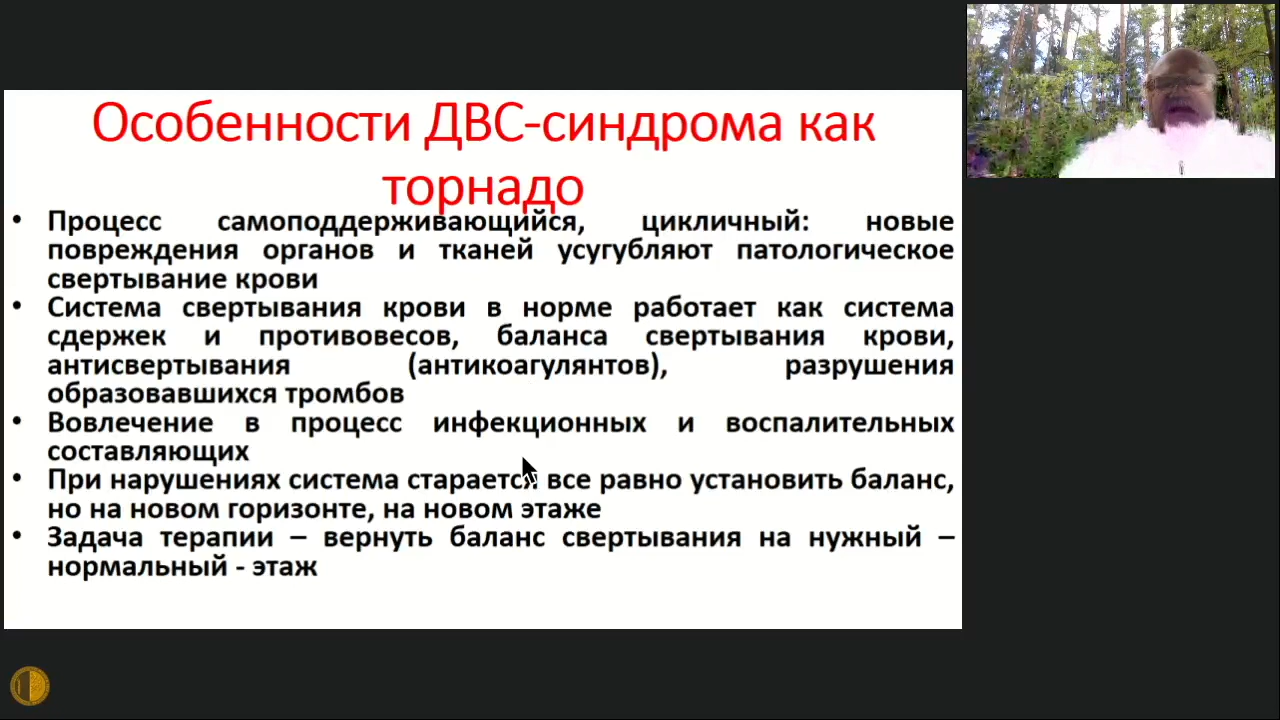 Особенности ДВС-синдрома как
торнадо
• Процесс самоподдерживающийся, цикличный: новые
повреждения органов и тканей усугубляют патологическое
свертывание крови
• Система свертывания крови в норме работает как система
сдержек и противовесов, баланса свертывания крови,
антисвертывания (антикоагулянтов), разрушения
образовавшихся тромбов
• Вовлечение в процесс инфекционных и воспалительных
составляющих
• При нарушениях система старается все равно установить баланс,
но на новом горизонте, на новом этаже
• Задача терапии – вернуть баланс свертывания на нужный –
нормальный - этаж